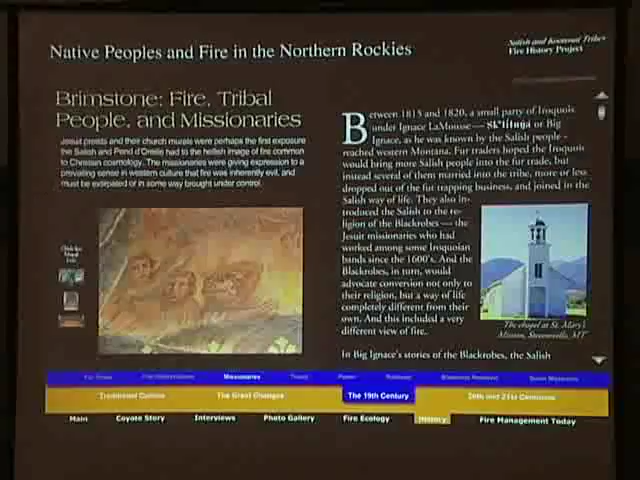 Native Peoples and Fire in the Northern Rockies
Salish and Kootenai Tribes
Fire History Project
Brimstone: Fire, Tribal
People, and Missionaries
Jesuit priests and their church murals were perhaps the first exposure
the Salish and Pend d'Oreille had to the hellish image of fire common
to Christian cosmology. The missionaries were giving expression to a
prevailing sense in western culture that fire was inherently evil, and
must be extirpated or in some way brought under control.
Between 1815 and 1820, a small party of Iroquois
under Ignace LaMousse — or Big
Ignace, as he was known by the Salish people -
reached western Montana. Fur traders hoped the Iroquois
would bring more Salish people into the fur trade, but
instead several of them married into the tribe, more or less
dropped out of the fur trapping business, and joined in the
Salish way of life. They also in-
troduced the Salish to the re-
ligion of the Blackrobes — the
Jesuit missionaries who had
worked among some Iroquoian
bands since the 1600's. And the
Blackrobes, in turn, would
advocate conversion not only to
their religion, but a way of life
completely different from their
own. And this included a very
different view of fire.
The chapel at St. Mary's
Mission, Stevensville, MT
In Big Ignace's stories of the Blackrobes, the Salish
Missionaries
Traditional Culture
The Great Changes
The 19th Century
20th and 21st Centuries
Main
Coyote Story
Interviews
Photo Gallery
Fire Ecology
History
Fire Management Today